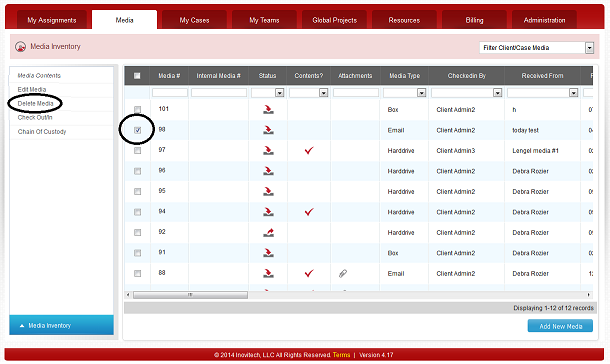 My Assignments Media My Cases My Teams Global Projects Resources Billing Administration
Media Inventory
Filter Client/Case Media
Media Contents
Edit Media
Delete Media
Check Out/In
Chain Of Custody
Media Inventory
Media # Internal Media # Status Contents? Attachments Media Type Checkedin By Received From
101 Box Client Admin2 h
98 Email Client Admin2 today test
97 Harddrive Client Admin3 Lengel media #1
96 Harddrive Client Admin2 Debra Rozier
95 Harddrive Client Admin2 Debra Rozier
94 Harddrive Client Admin2 Debra Rozier
92 Harddrive Client Admin2 Debra Rozier
91 Box Client Admin2 Debra Rozier
88 Email Client Admin2 Debra Rozier
Displaying 1-12 of 12 records
Add New Media
© 2014 Inovitech, LLC All Rights Reserved. Terms | Version 4.17